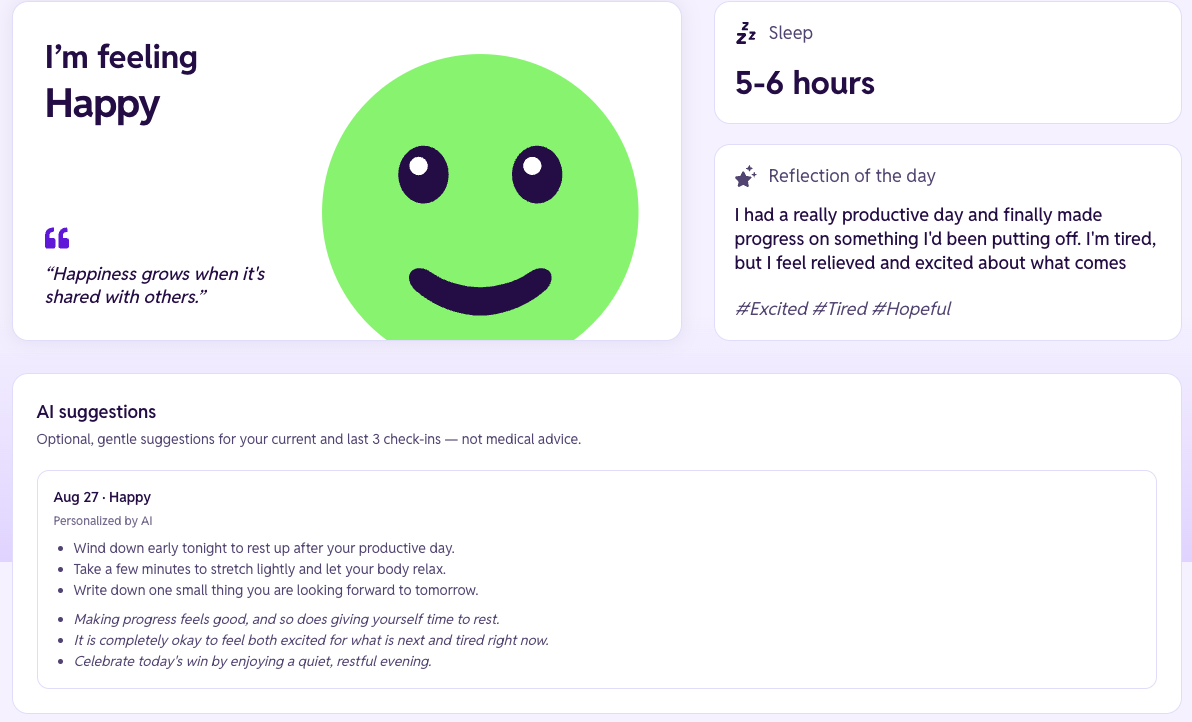 I’m feeling
Happy
“Happiness grows when it's
shared with others.”
Sleep
5-6 hours
Reflection of the day
I had a really productive day and finally made
progress on something I'd been putting off. I'm tired,
but I feel relieved and excited about what comes
#Excited #Tired #Hopeful
AI suggestions
Optional, gentle suggestions for your current and last 3 check-ins — not medical advice.
Aug 27 · Happy
Personalized by AI
• Wind down early tonight to rest up after your productive day.
• Take a few minutes to stretch lightly and let your body relax.
• Write down one small thing you are looking forward to tomorrow.
• Making progress feels good, and so does giving yourself time to rest.
• It is completely okay to feel both excited for what is next and tired right now.
• Celebrate today's win by enjoying a quiet, restful evening.